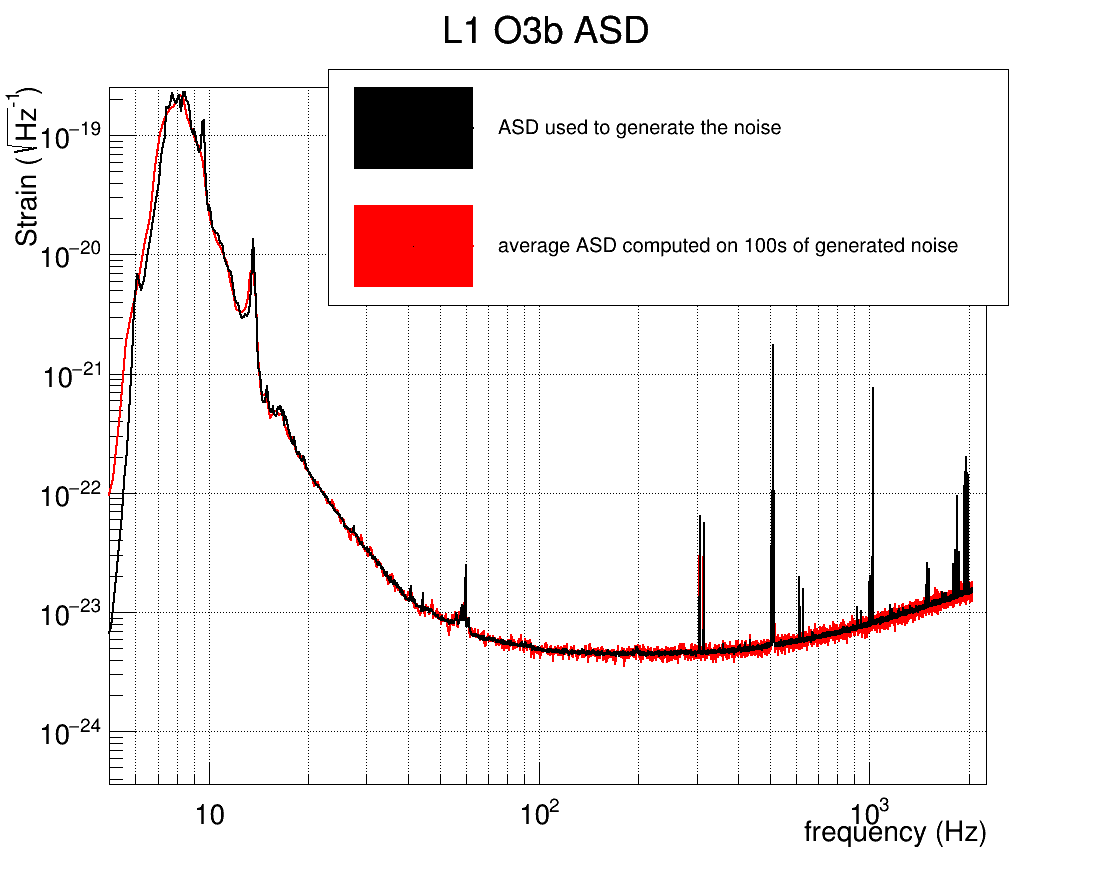 L1 O3b ASD
Strain (√Hz⁻¹)
ASD used to generate the noise
average ASD computed on 100s of generated noise
10⁻¹⁹
10⁻²⁰
10⁻²¹
10⁻²²
10⁻²³
10⁻²⁴
10 10² 10³
frequency (Hz)